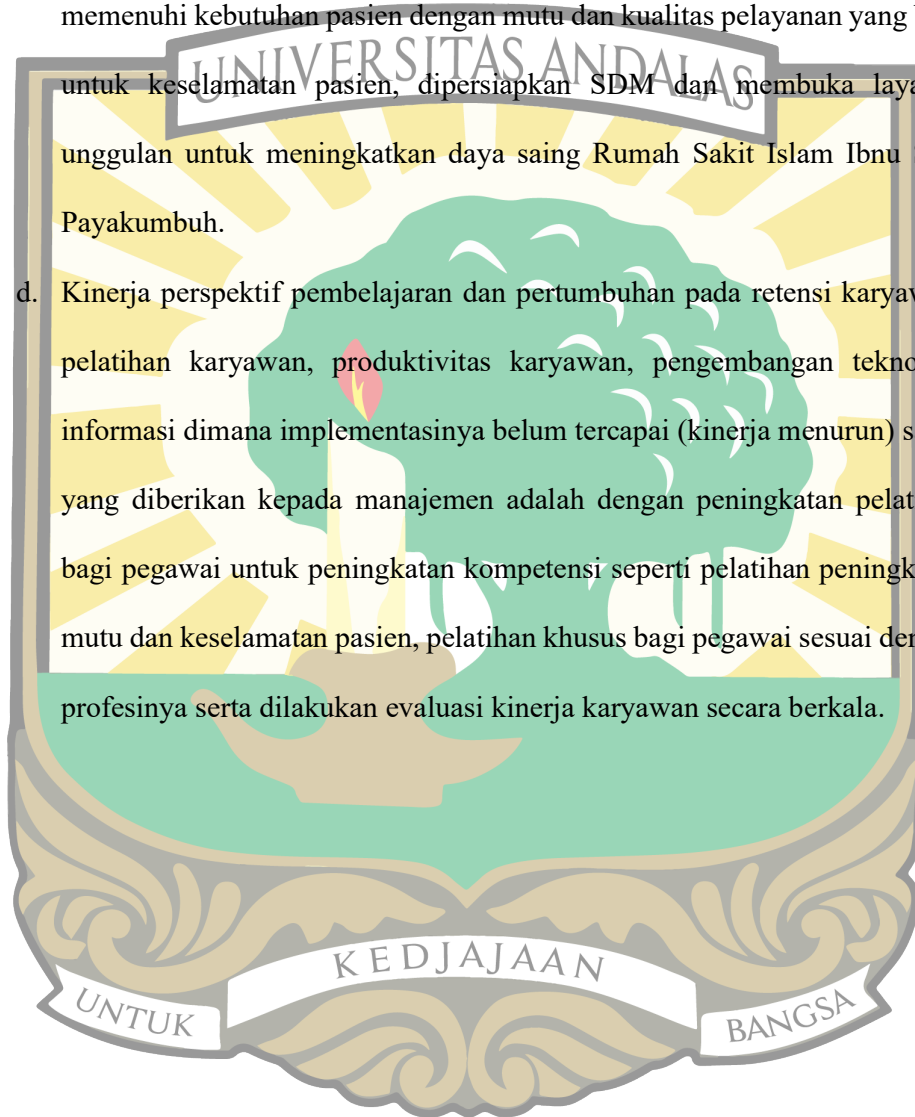 memenuhi kebutuhan pasien dengan mutu dan kualitas pelayanan yang
UNIVERSITAS ANDALAS
untuk keselamatan pasien, dipersiapkan SDM dan membuka laya
unggulan untuk meningkatkan daya saing Rumah Sakit Islam Ibnu
Payakumbuh.
d. Kinerja perspektif pembelajaran dan pertumbuhan pada retensi karyaw
pelatihan karyawan, produktivitas karyawan, pengembangan tekno
informasi dimana implementasinya belum tercapai (kinerja menurun) s
yang diberikan kepada manajemen adalah dengan peningkatan pelat
bagi pegawai untuk peningkatan kompetensi seperti pelatihan peningk
mutu dan keselamatan pasien, pelatihan khusus bagi pegawai sesuai den
profesinya serta dilakukan evaluasi kinerja karyawan secara berkala.
KEDJAJAAN
UNTUK
BANGSA